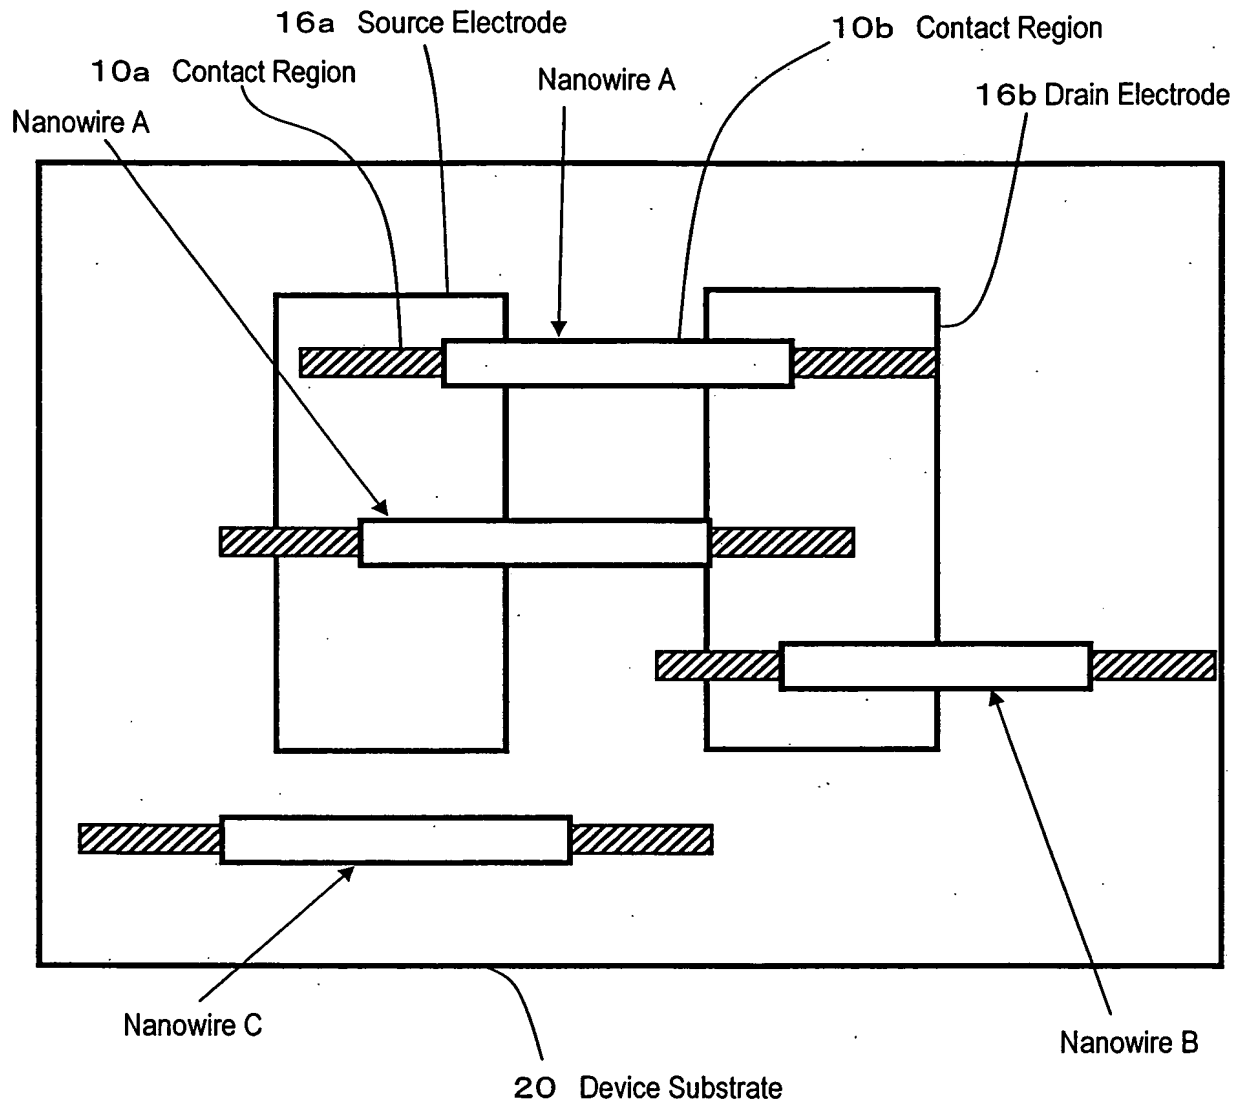 16a Source Electrode
10b Contact Region
10a Contact Region
Nanowire A
16b Drain Electrode
Nanowire A
Nanowire C
Nanowire B
20 Device Substrate